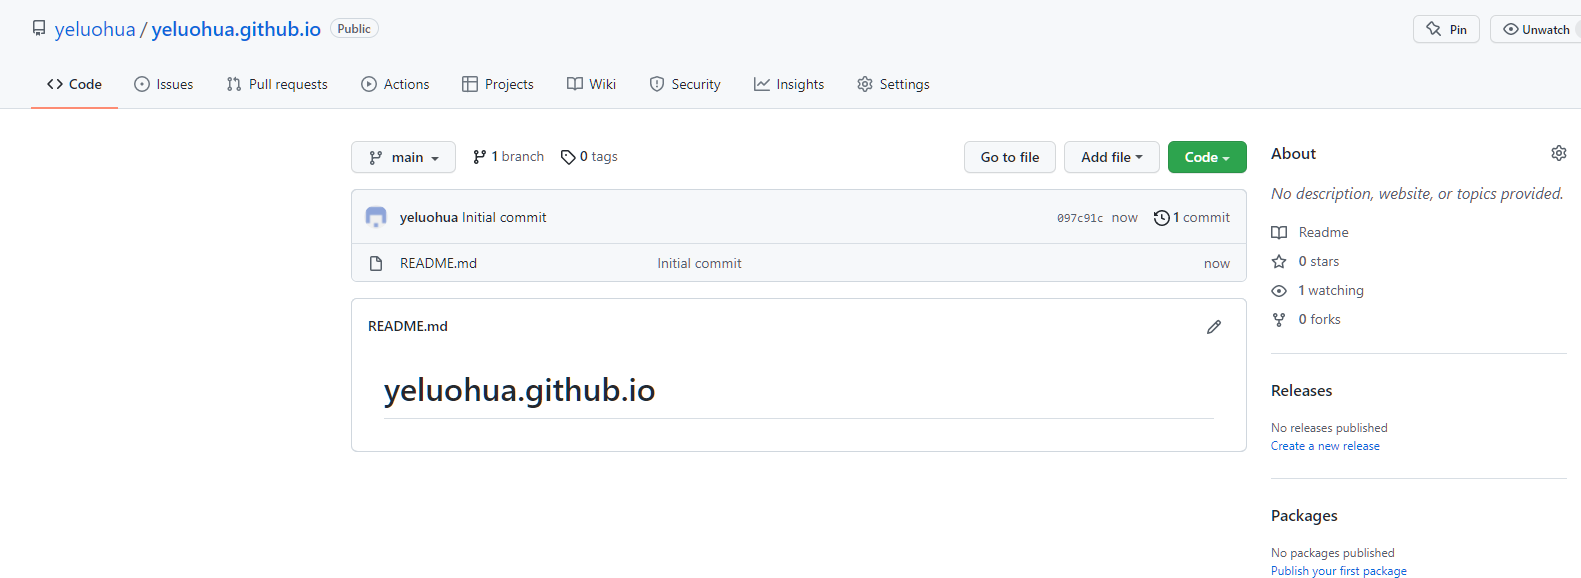 yeluohua / yeluohua.github.io Public
Pin
Unwatch
Code Issues Pull requests Actions Projects Wiki Security Insights Settings
main 1 branch 0 tags
Go to file Add file Code
yeluohua Initial commit 097c91c now 1 commit
README.md Initial commit now
README.md
yeluohua.github.io
About
No description, website, or topics provided.
Readme
0 stars
1 watching
0 forks
Releases
No releases published
Create a new release
Packages
No packages published
Publish your first package